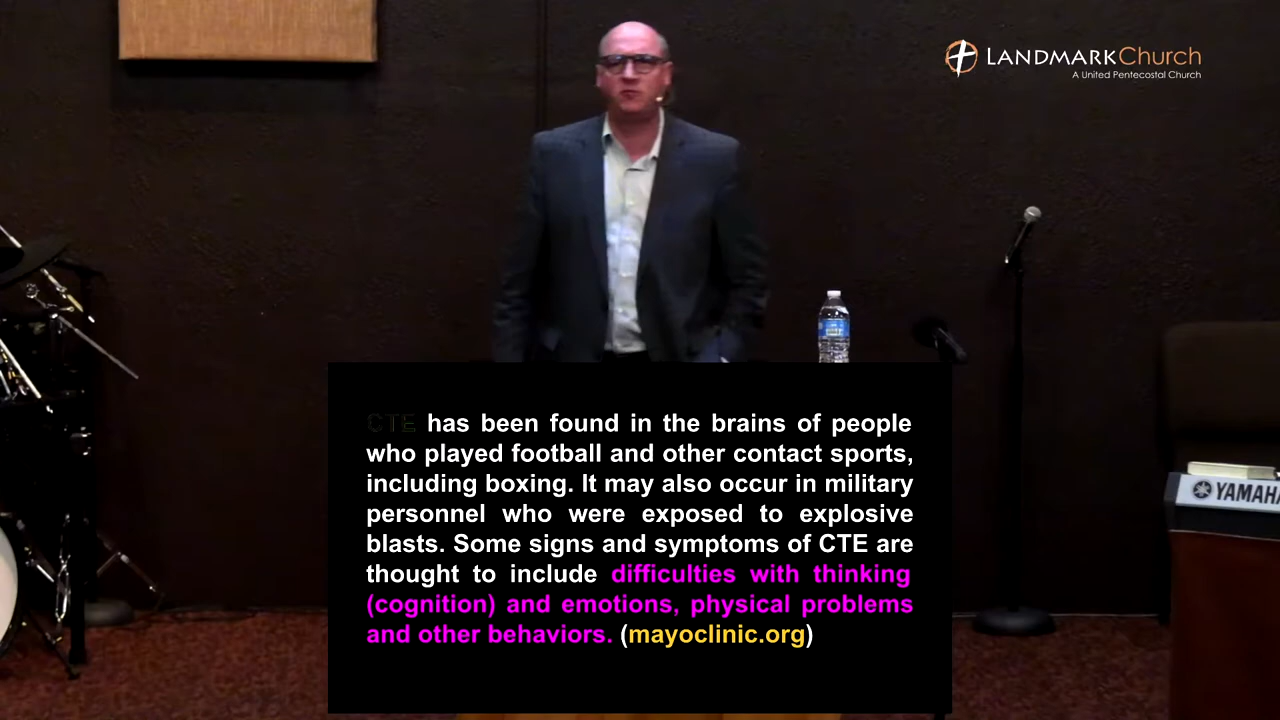 LANDMARKChurch
A United Pentecostal Church
CTE has been found in the brains of people
who played football and other contact sports,
including boxing. It may also occur in military
personnel who were exposed to explosive
blasts. Some signs and symptoms of CTE are
thought to include difficulties with thinking
(cognition) and emotions, physical problems
and other behaviors. (mayoclinic.org)
YAMAHA